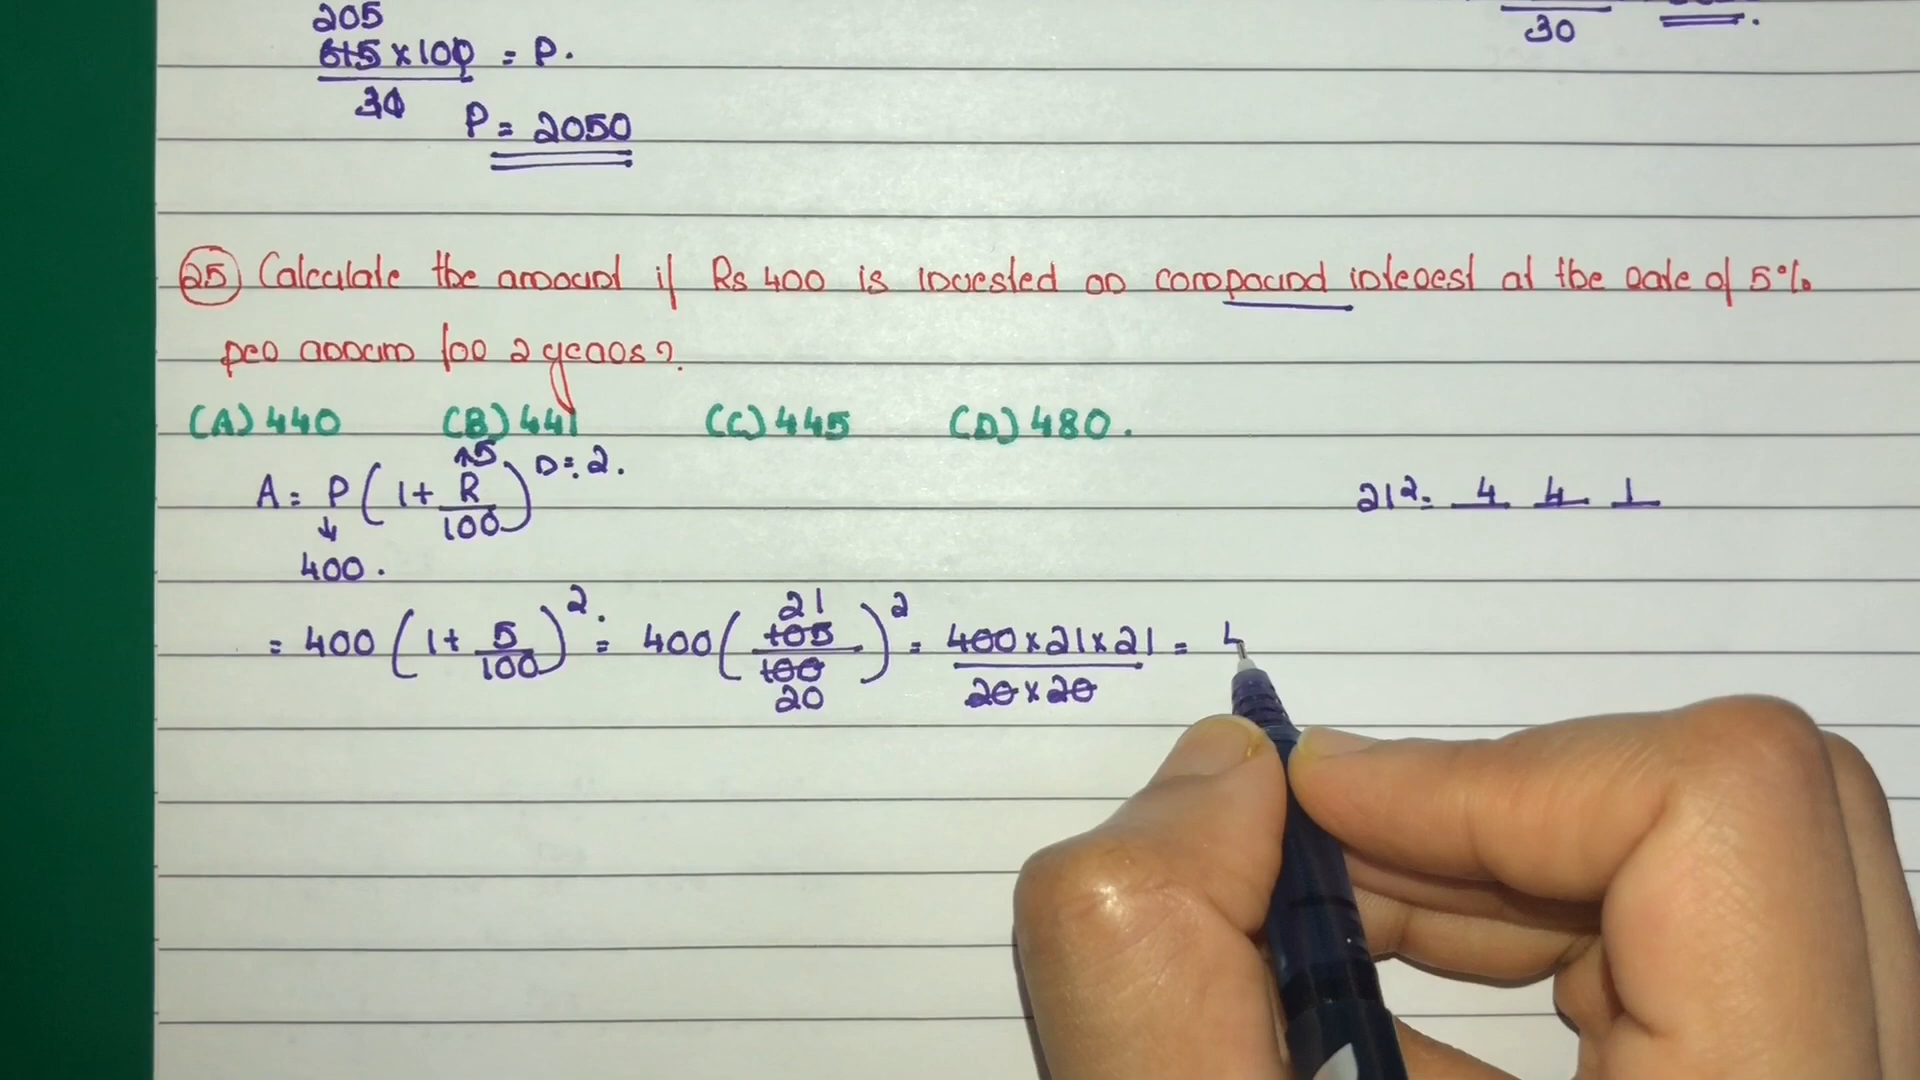 205
615 × 100 = P.
30
P = 2050
30
25) Calculate the amount if Rs 400 is invested on compound interest at the rate of 5%
per annum for 2 years?
(A) 440 (B) 441 (C) 445 (D) 480.
A = P (1 + R/100)^n = 2.
5
400.
21² = 4 4 1
= 400 (1 + 5/100)² = 400 (105/100)² = 400 × 21 × 21 / 20 × 20 = 4
21
20